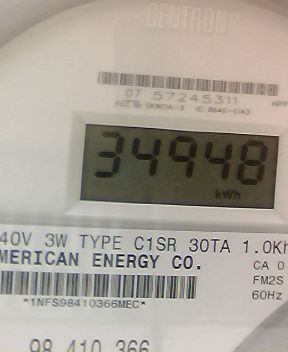 CENTRON®
07 57245311
34948
kWh
40V 3W TYPE C1SR 30TA 1.0Kh
MERICAN ENERGY CO.
CA 0
FM2S
60Hz
*1NFS98410366MEC*
98 410 366